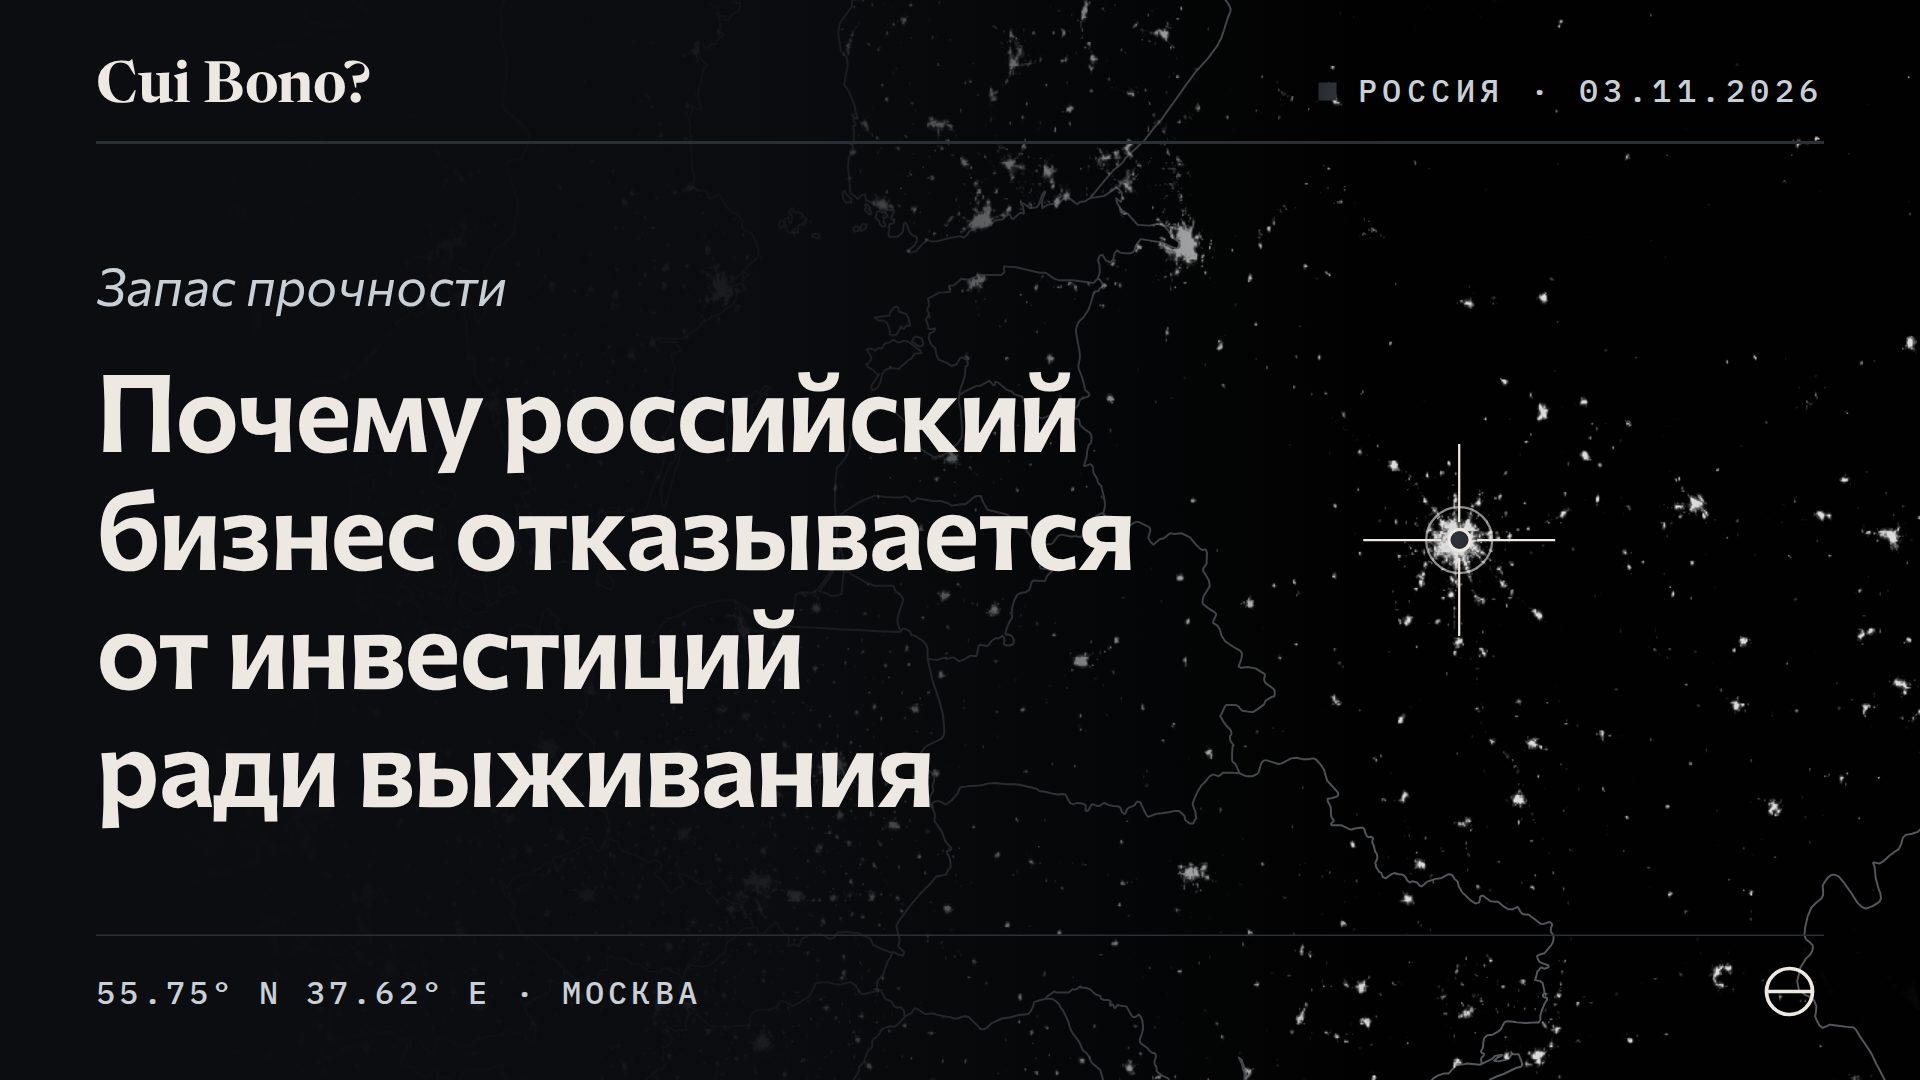 Cui Bono?
РОССИЯ · 03.11.2026
Запас прочности
Почему российский
бизнес отказывается
от инвестиций
ради выживания
55.75° N 37.62° E · МОСКВА